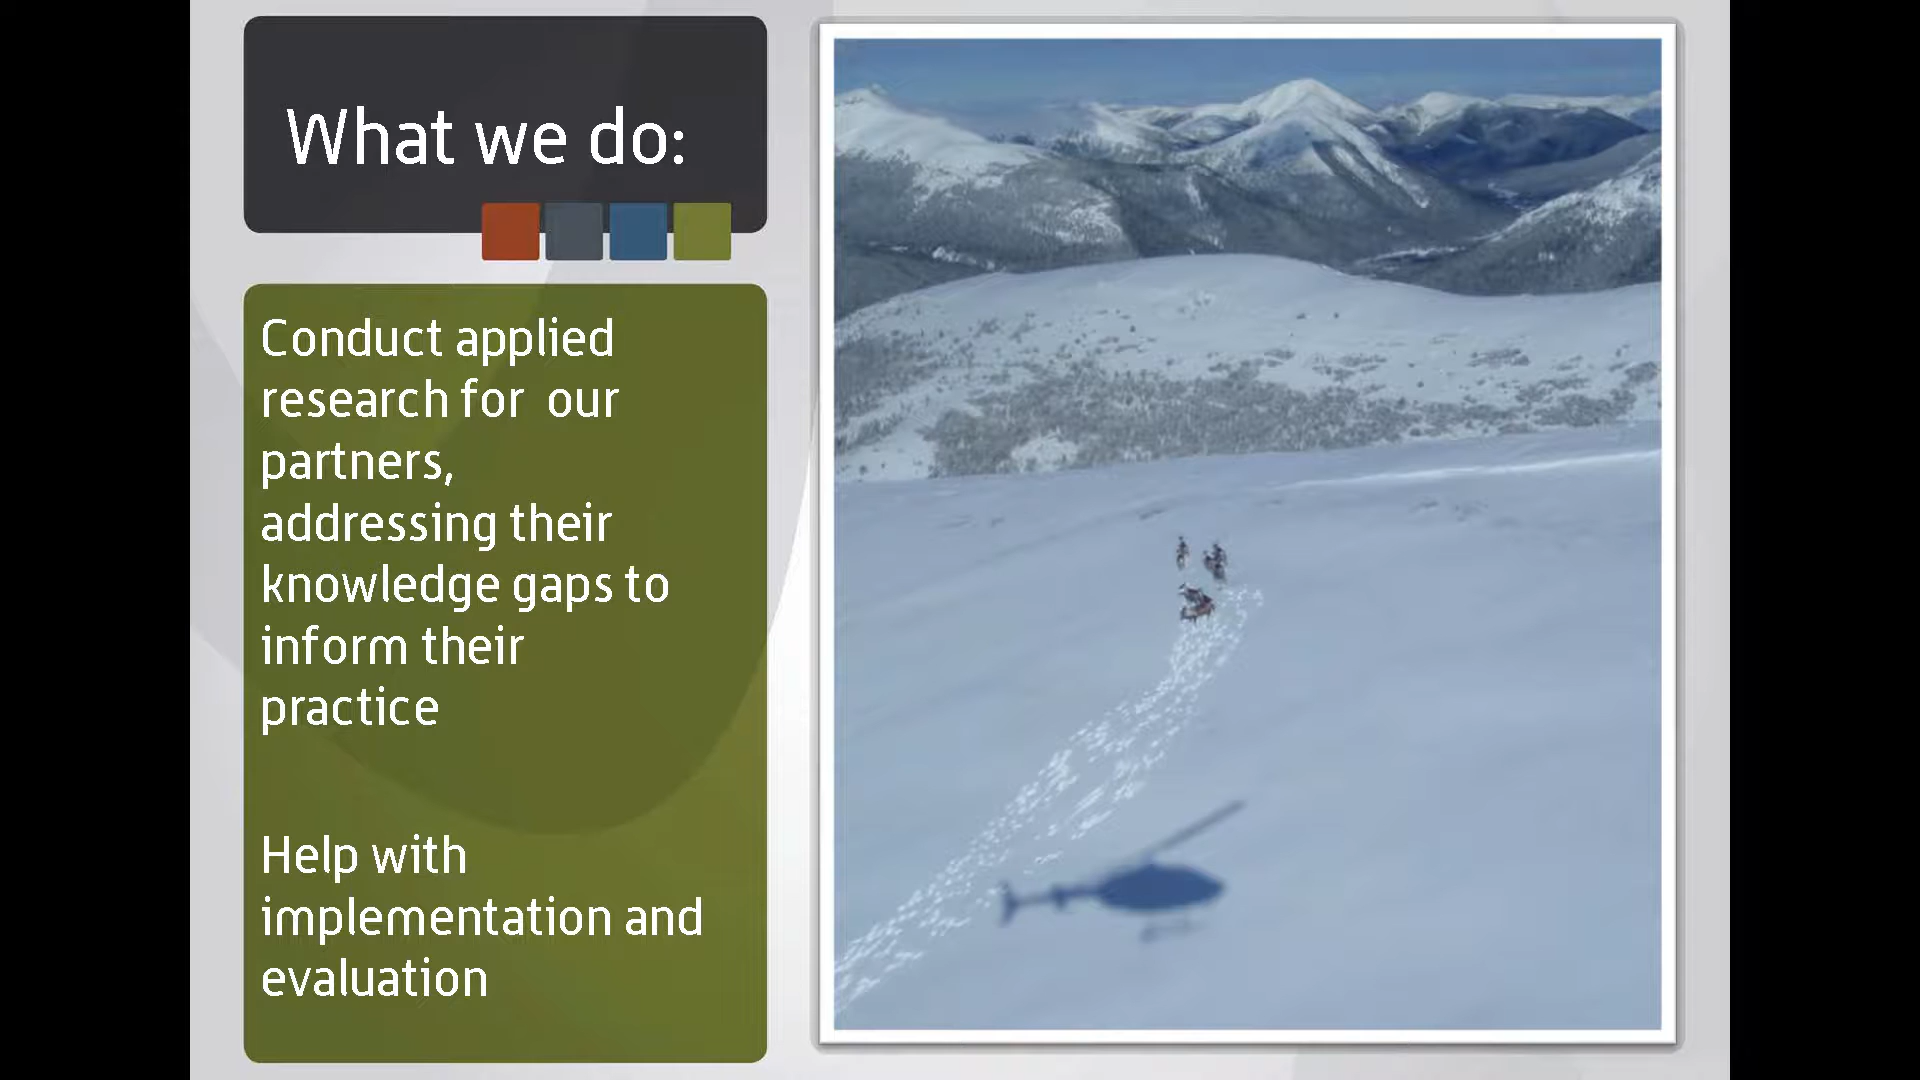 What we do:
Conduct applied
research for our
partners,
addressing their
knowledge gaps to
inform their
practice
Help with
implementation and
evaluation